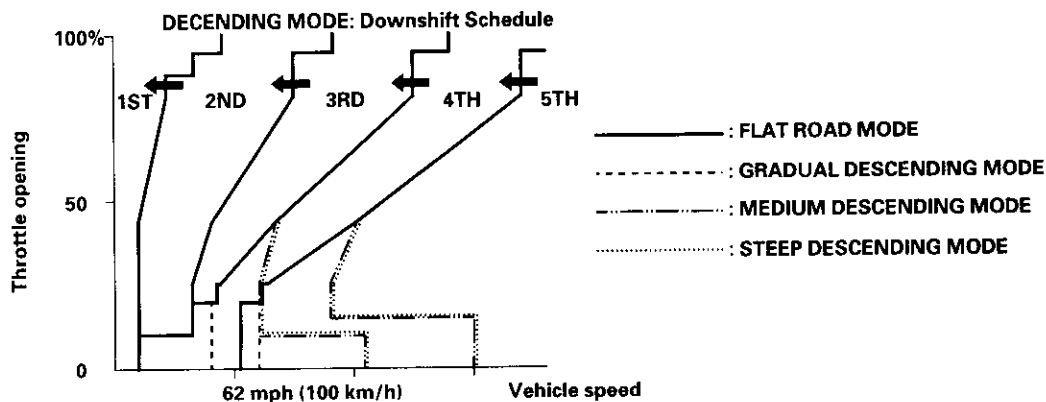 DECENDING MODE: Downshift Schedule
100%
1ST 2ND 3RD 4TH 5TH
: FLAT ROAD MODE
: GRADUAL DESCENDING MODE
: MEDIUM DESCENDING MODE
: STEEP DESCENDING MODE
Throttle opening
50
0
62 mph (100 km/h) Vehicle speed